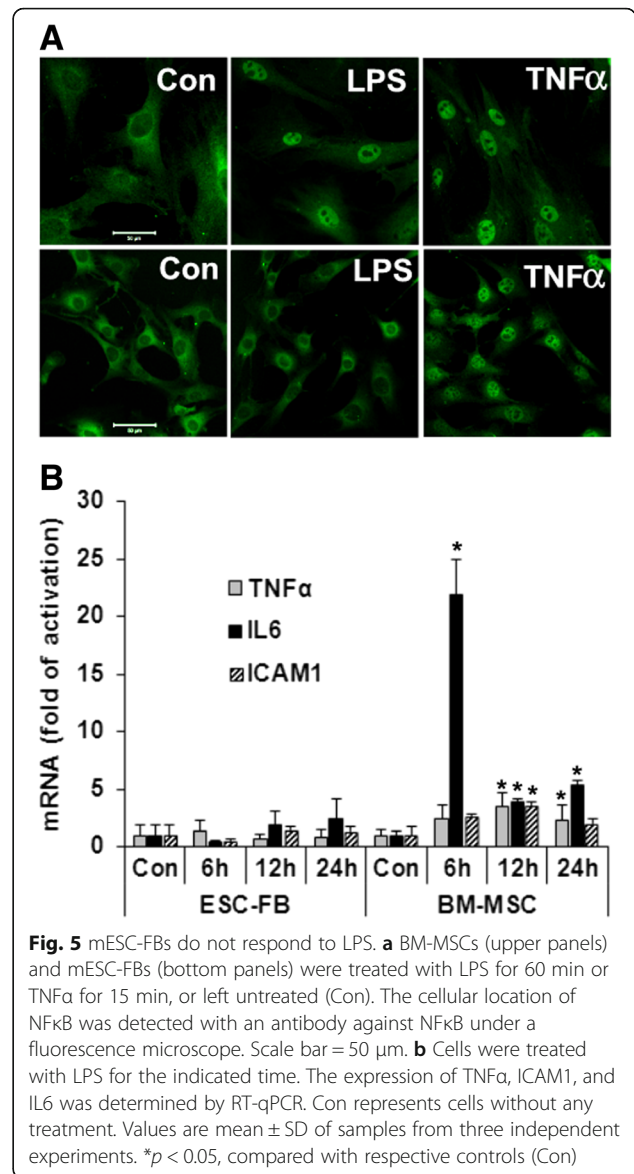 A
Con LPS TNFα
50 µm
Con LPS TNFα
50 µm
B
mRNA (fold of activation)
30
25
20
15
10
5
0
TNFα
IL6
ICAM1
*
* * * * *
Con 6h 12h 24h Con 6h 12h 24h
ESC-FB BM-MSC
Fig. 5 mESC-FBs do not respond to LPS. a BM-MSCs (upper panels)
and mESC-FBs (bottom panels) were treated with LPS for 60 min or
TNFα for 15 min, or left untreated (Con). The cellular location of
NFκB was detected with an antibody against NFκB under a
fluorescence microscope. Scale bar = 50 μm. b Cells were treated
with LPS for the indicated time. The expression of TNFα, ICAM1, and
IL6 was determined by RT-qPCR. Con represents cells without any
treatment. Values are mean ± SD of samples from three independent
experiments. *p < 0.05, compared with respective controls (Con)